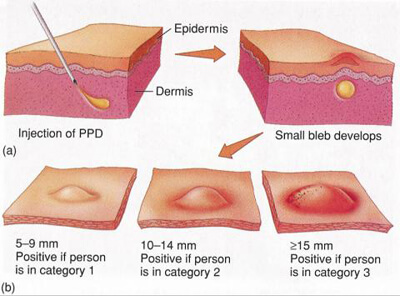 Epidermis
Dermis
Injection of PPD
Small bleb develops
(a)
5–9 mm
Positive if person
is in category 1
10–14 mm
Positive if person
is in category 2
≥15 mm
Positive if person
is in category 3
(b)